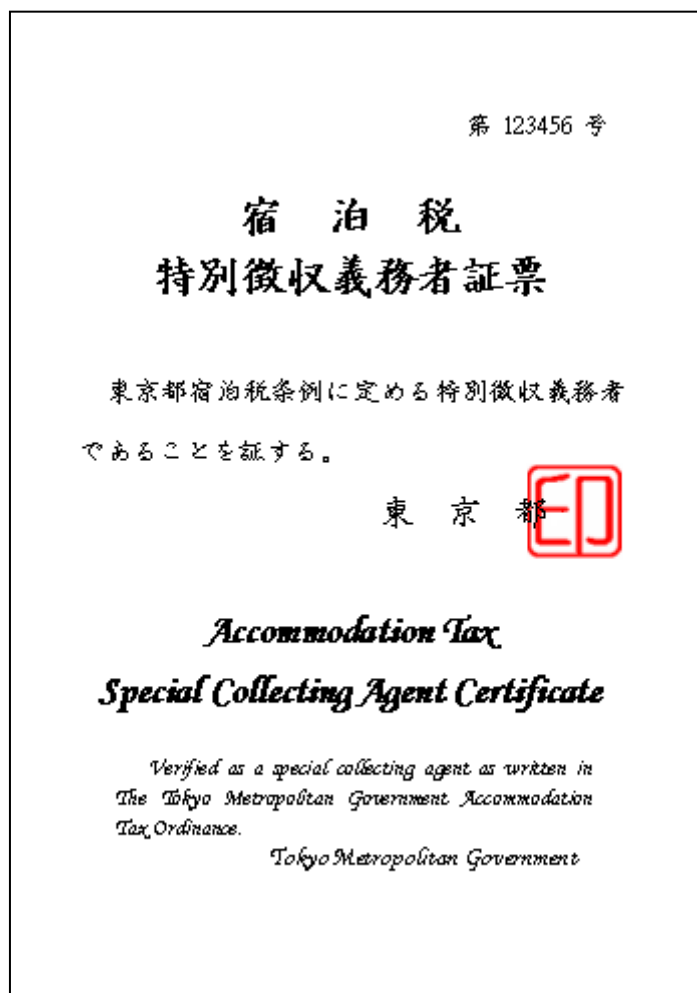 第 123456 号
宿 泊 税
特別徴収義務者証票
東京都宿泊税条例に定める特別徴収義務者
であることを証する。
東 京 都
印
Accommodation Tax
Special Collecting Agent Certificate
Verified as a special collecting agent as written in
The Tokyo Metropolitan Government Accommodation
Tax Ordinance.
Tokyo Metropolitan Government